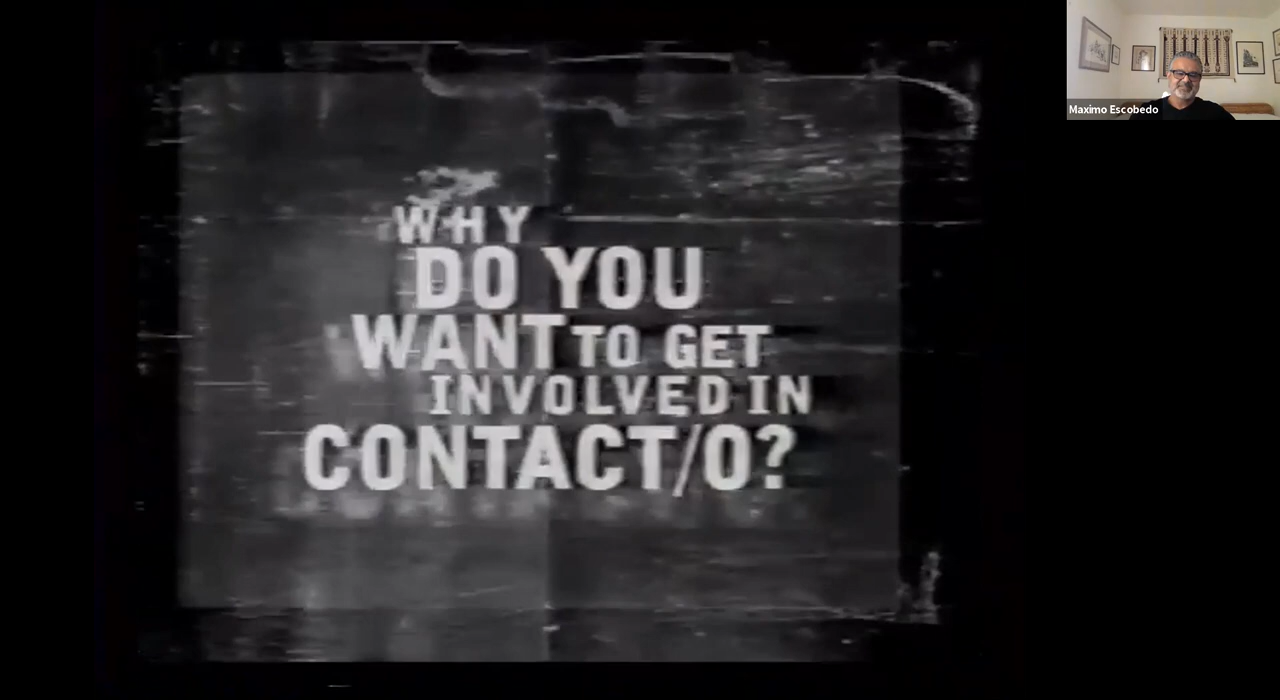 WHY
DO YOU
WANT TO GET
INVOLVED IN
CONTACT/O?
Maximo Escobedo